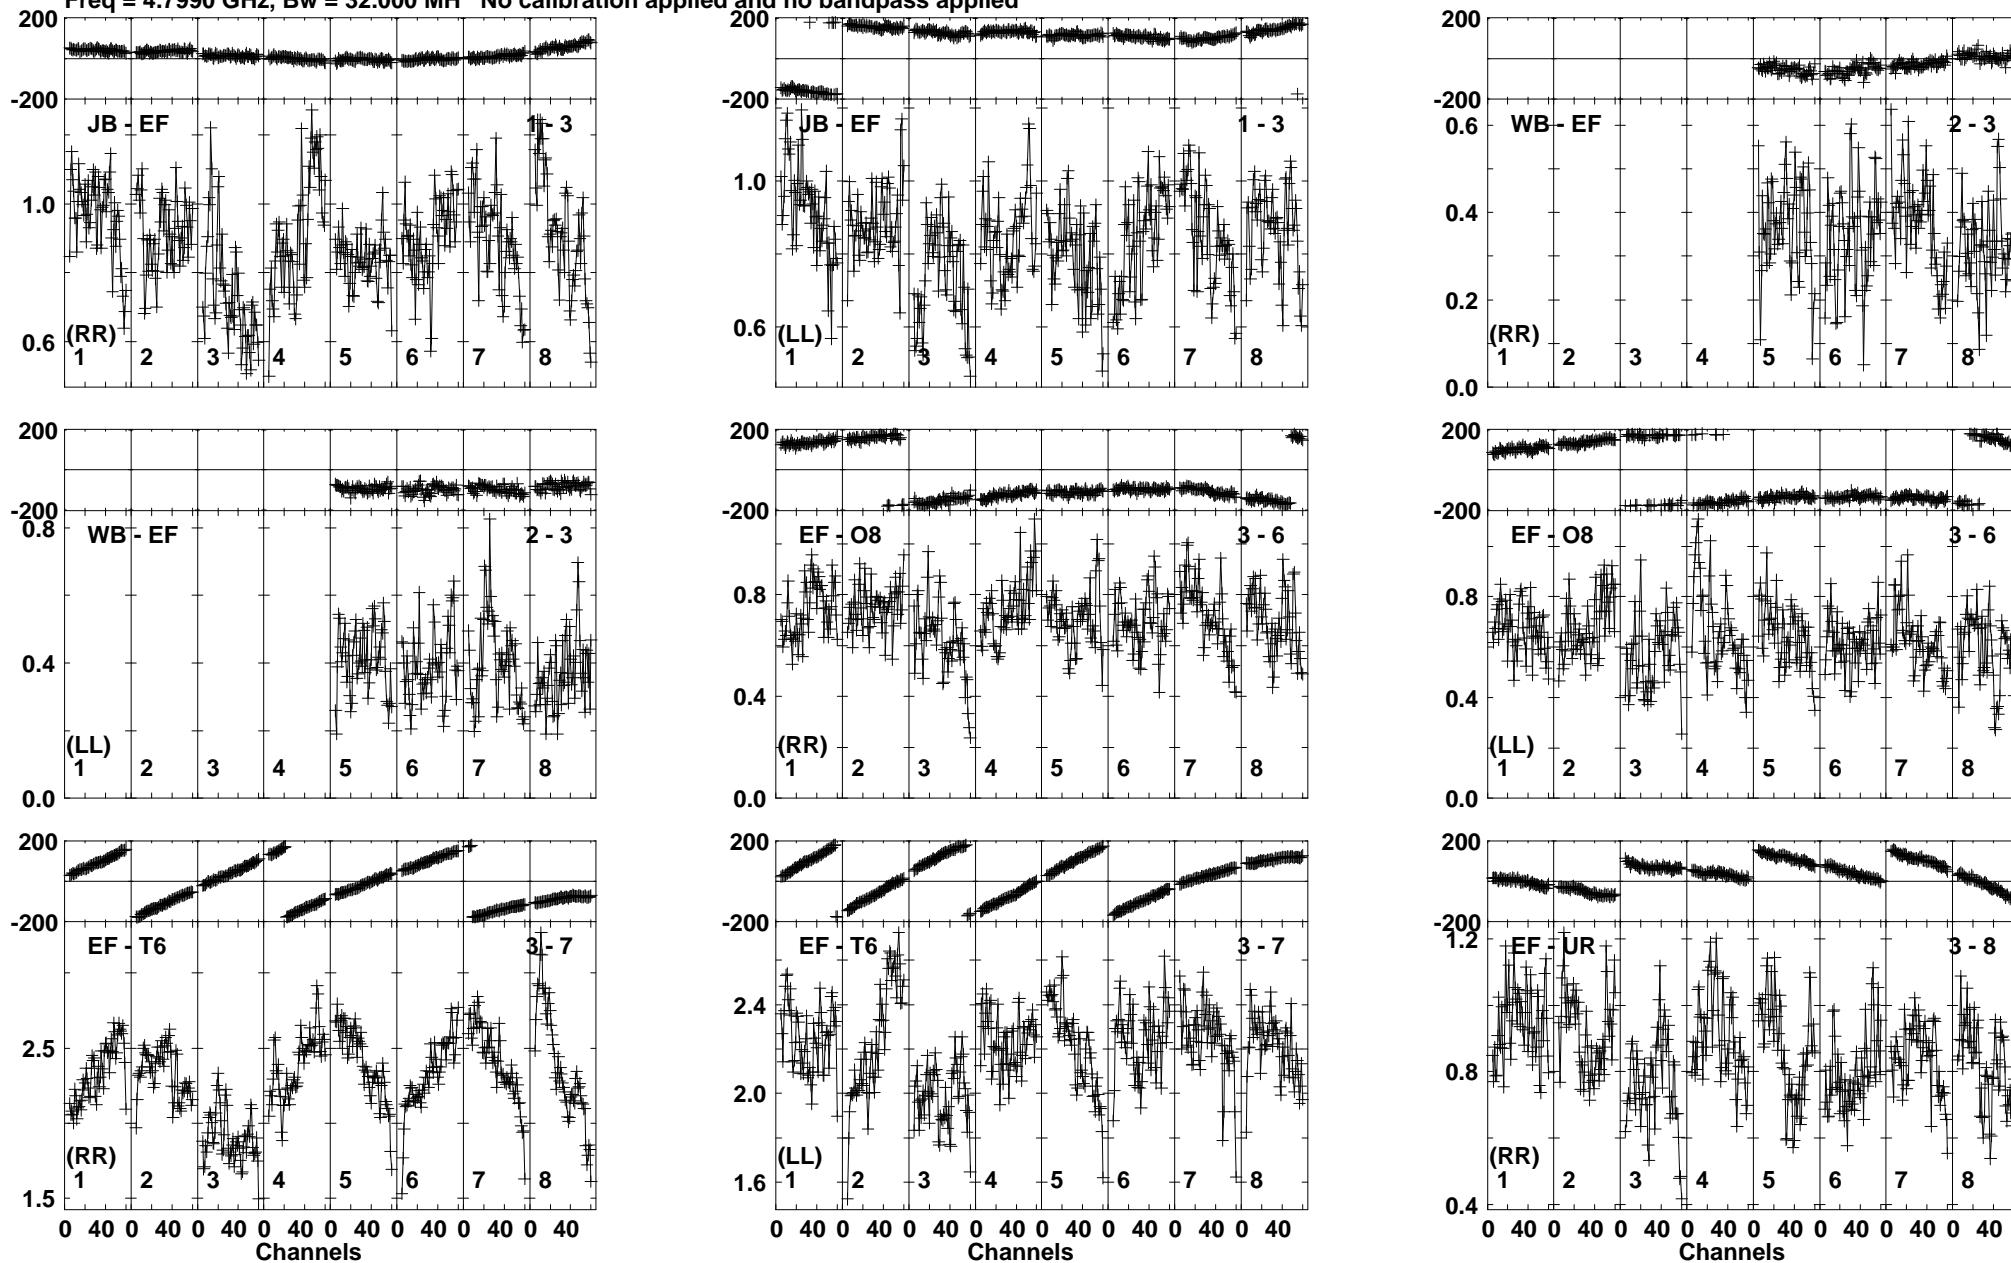 Freq = 4.7990 GHz, Bw = 32.000 MH No calibration applied and no bandpass applied
200 200 200
-200 -200 -200
JB - EF 1 - 3 JB - EF 1 - 3 WB - EF 2 - 3
1.0 1.0 0.6
0.4
0.6 0.6 0.2
0.0
(RR) (LL) (RR)
1 2 3 4 5 6 7 8 1 2 3 4 5 6 7 8 1 2 3 4 5 6 7 8
200 200 200
-200 -200 -200
WB - EF 2 - 3 EF - O8 3 - 6 EF - O8 3 - 6
0.8 0.8 0.8
0.4 0.4 0.4
(LL) (RR) (LL)
1 2 3 4 5 6 7 8 1 2 3 4 5 6 7 8 1 2 3 4 5 6 7 8
0.0 0.0 0.0
200 200 200
-200 -200 -200
EF - T6 3 - 7 EF - T6 3 - 7 EF - UR 3 - 8
2.5 2.4 1.2
2.0 0.8
1.5 1.6 0.4
(RR) (LL) (RR)
1 2 3 4 5 6 7 8 1 2 3 4 5 6 7 8 1 2 3 4 5 6 7 8
0 40 0 40 0 40 0 40 0 40 0 40 0 40 0 40 0 40 0 40 0 40 0 40 0 40 0 40 0 40 0 40 0 40 0 40 0 40 0 40 0 40 0 40 0 40 0 40
Channels Channels Channels